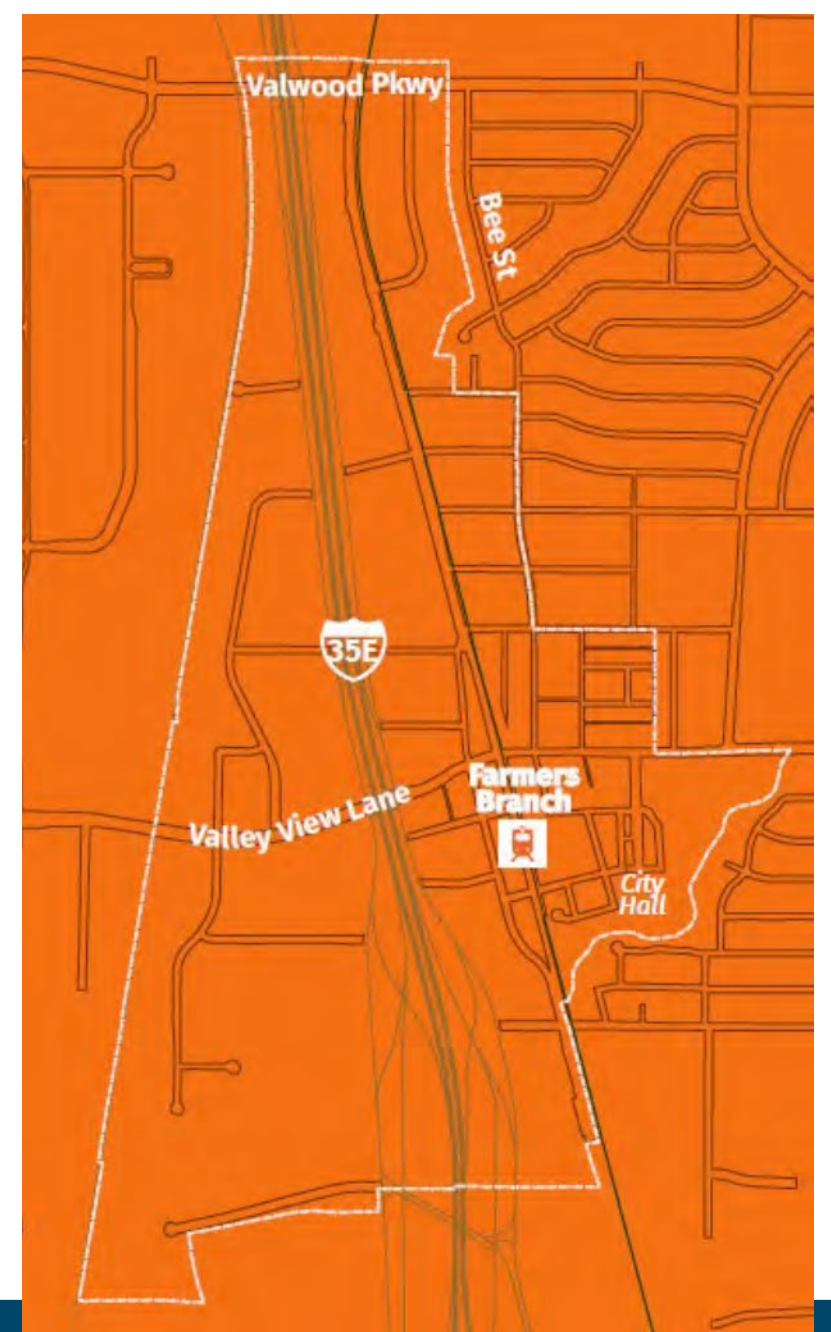 Valwood Pkwy
Bee St
35E
Valley View Lane
Farmers
Branch
City
Hall